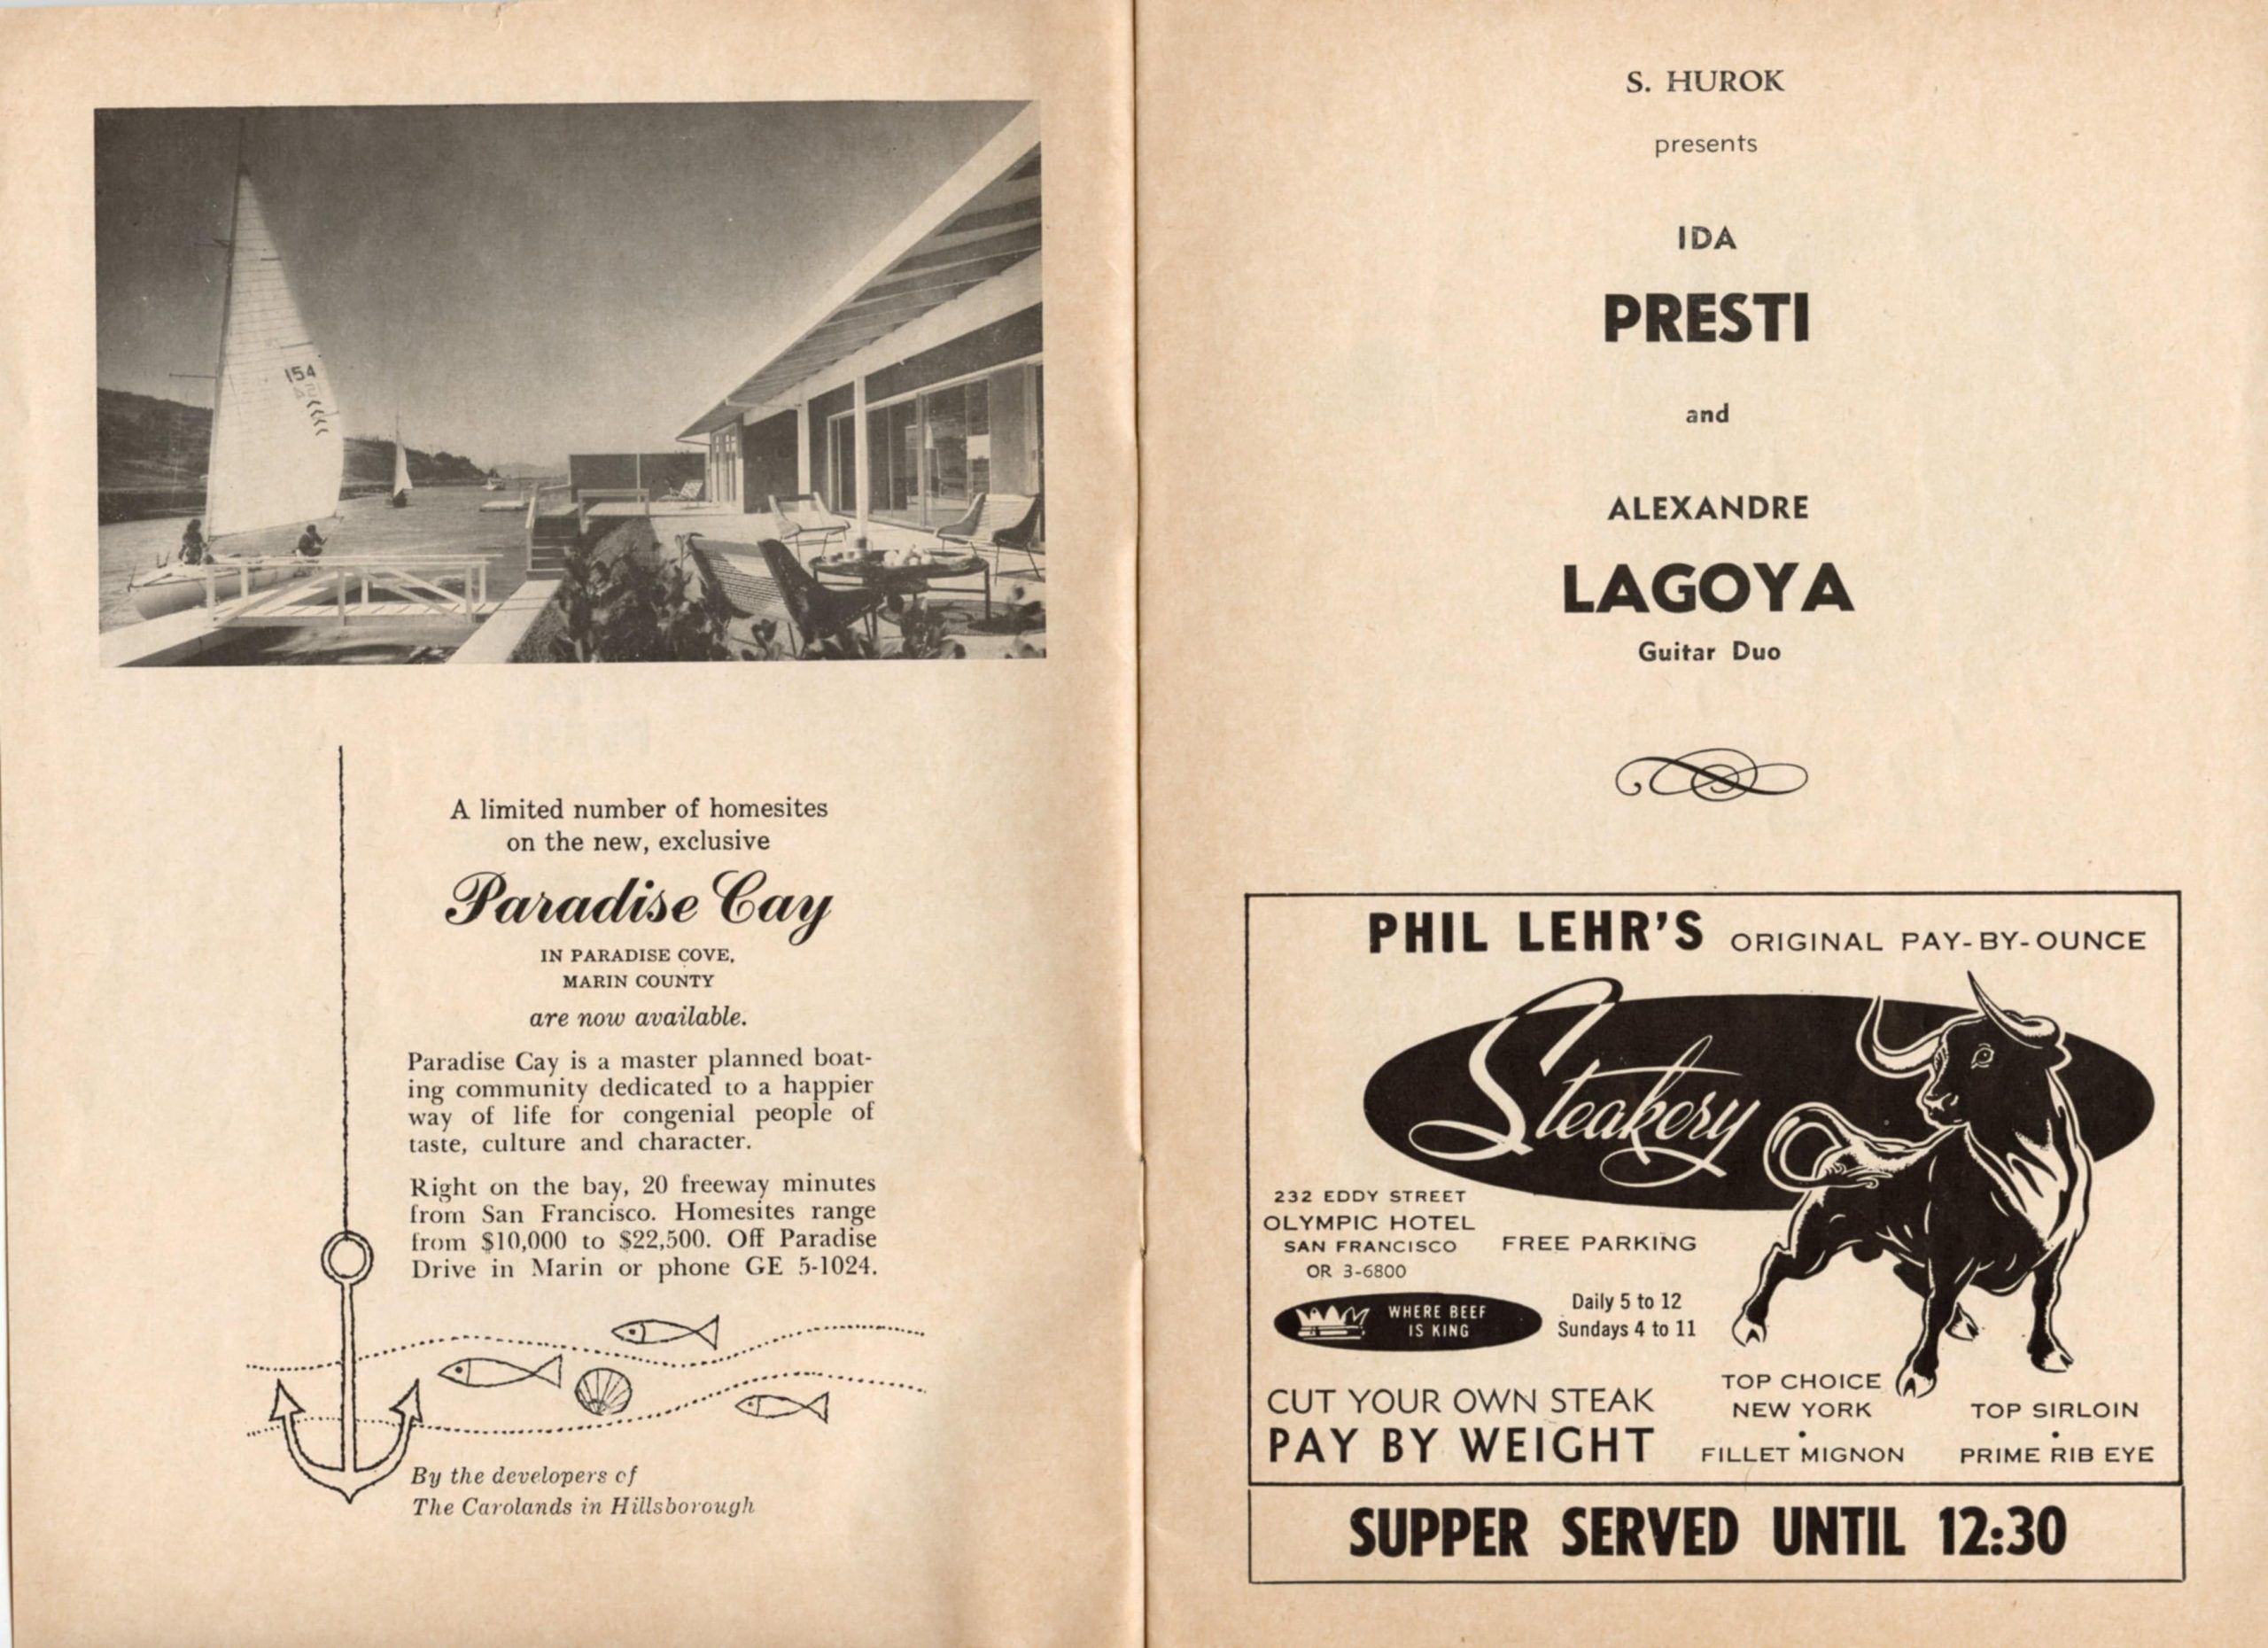 154
A limited number of homesites
on the new, exclusive
Paradise Cay
IN PARADISE COVE,
MARIN COUNTY
are now available.
Paradise Cay is a master planned boat-
ing community dedicated to a happier
way of life for congenial people of
taste, culture and character.
Right on the bay, 20 freeway minutes
from San Francisco. Homesites range
from $10,000 to $22,500. Off Paradise
Drive in Marin or phone GE 5-1024.
By the developers of
The Carolands in Hillsborough
S. HUROK
presents
IDA
PRESTI
and
ALEXANDRE
LAGOYA
Guitar Duo
PHIL LEHR'S ORIGINAL PAY-BY-OUNCE
Steakery
232 EDDY STREET
OLYMPIC HOTEL
SAN FRANCISCO
OR 3-6800
FREE PARKING
WHERE BEEF
IS KING
Daily 5 to 12
Sundays 4 to 11
CUT YOUR OWN STEAK
PAY BY WEIGHT
TOP CHOICE
NEW YORK
•
FILLET MIGNON
TOP SIRLOIN
•
PRIME RIB EYE
SUPPER SERVED UNTIL 12:30